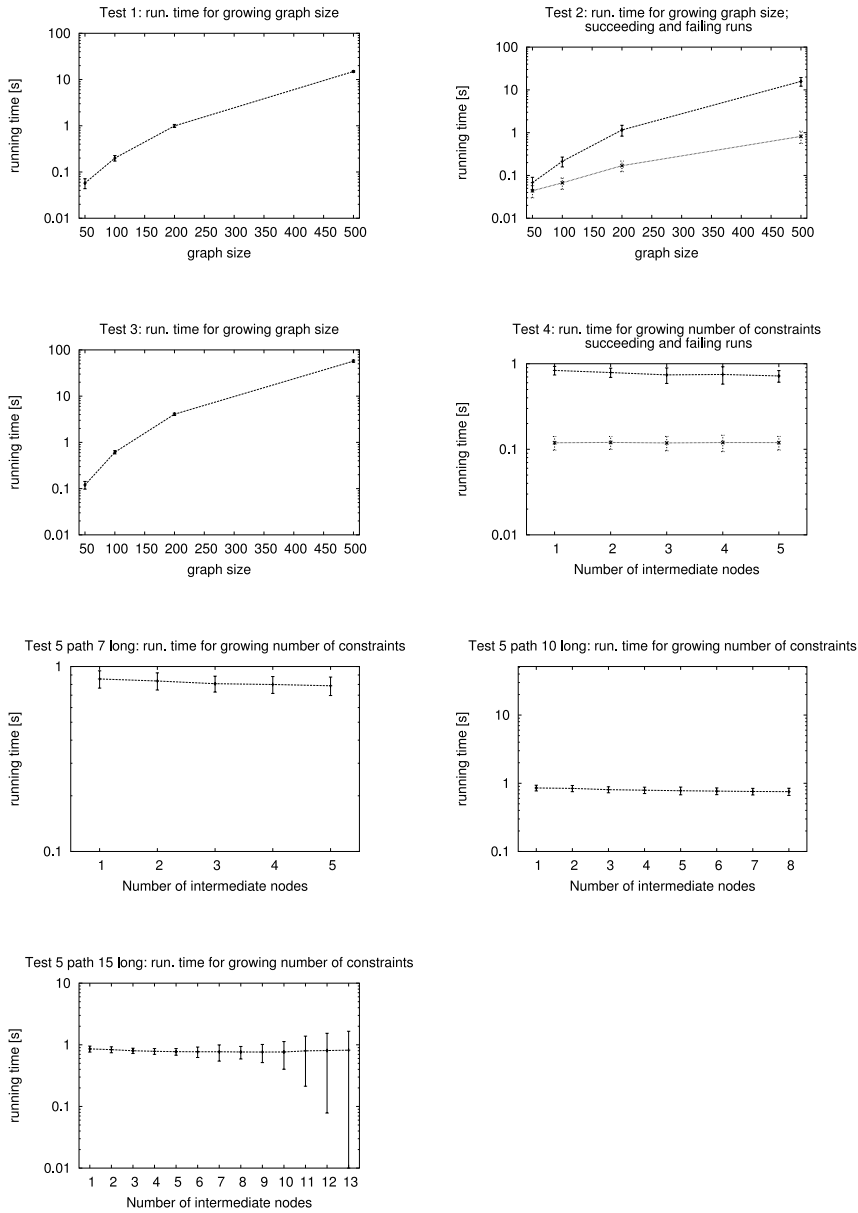 Test 1: run. time for growing graph size
100
10
1
0.1
0.01
running time [s]
50 100 150 200 250 300 350 400 450 500
graph size
Test 2: run. time for growing graph size;
succeeding and failing runs
100
10
1
0.1
0.01
running time [s]
50 100 150 200 250 300 350 400 450 500
graph size
Test 3: run. time for growing graph size
100
10
1
0.1
0.01
running time [s]
50 100 150 200 250 300 350 400 450 500
graph size
Test 4: run. time for growing number of constraints
succeeding and failing runs
1
0.1
0.01
running time [s]
1 2 3 4 5
Number of intermediate nodes
Test 5 path 7 long: run. time for growing number of constraints
1
0.1
running time [s]
1 2 3 4 5
Number of intermediate nodes
Test 5 path 10 long: run. time for growing number of constraints
10
1
0.1
running time [s]
1 2 3 4 5 6 7 8
Number of intermediate nodes
Test 5 path 15 long: run. time for growing number of constraints
10
1
0.1
0.01
running time [s]
1 2 3 4 5 6 7 8 9 10 11 12 13
Number of intermediate nodes